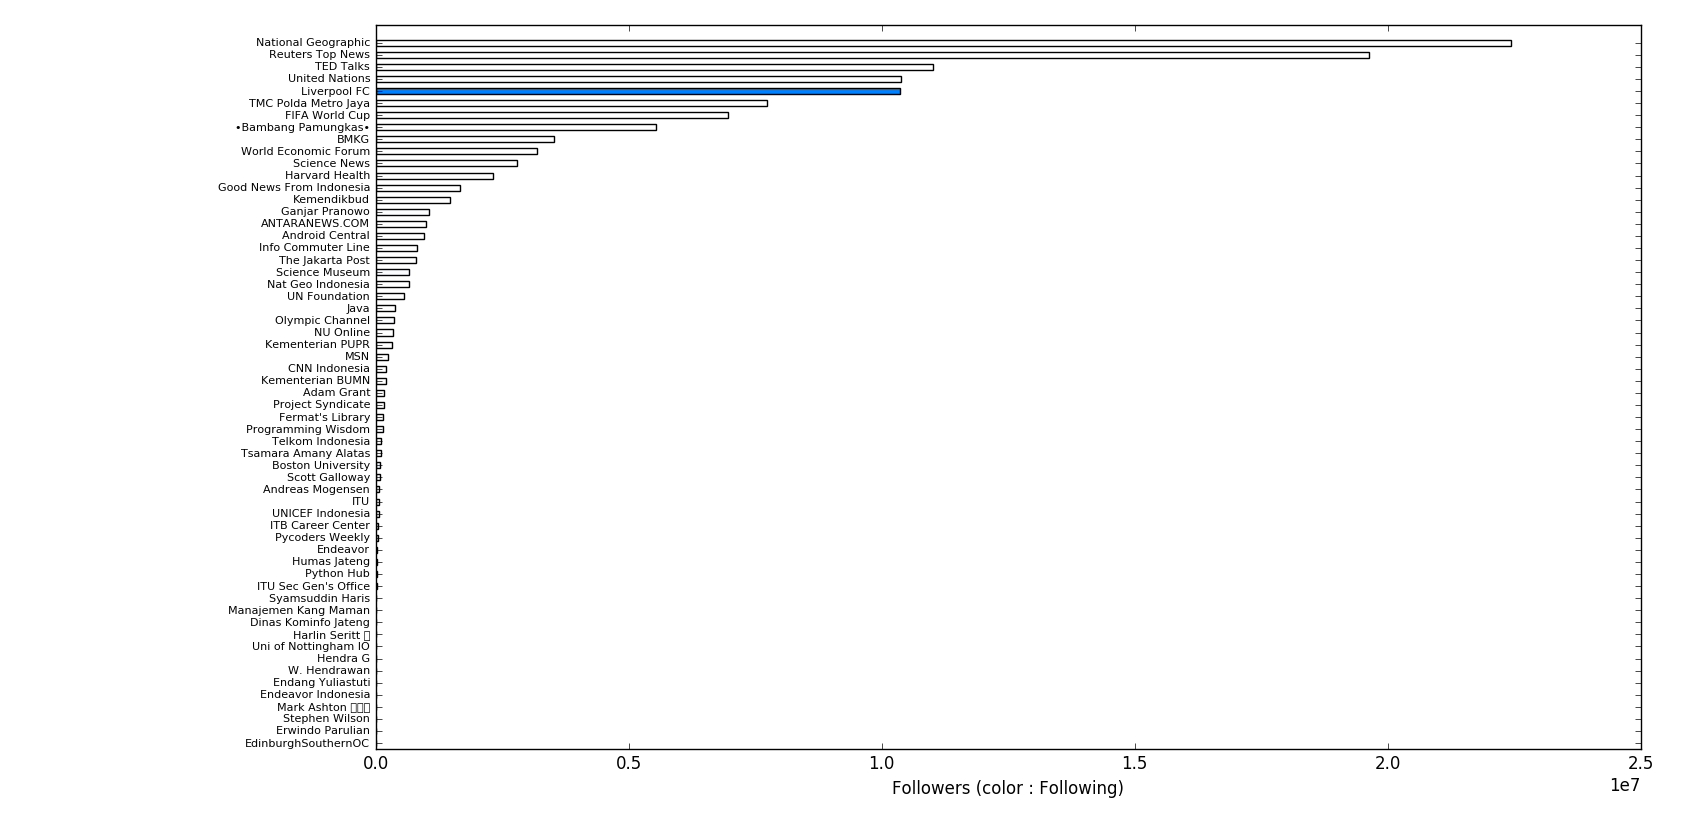 National Geographic
Reuters Top News
TED Talks
United Nations
Liverpool FC
TMC Polda Metro Jaya
FIFA World Cup
•Bambang Pamungkas•
BMKG
World Economic Forum
Science News
Harvard Health
Good News From Indonesia
Kemendikbud
Ganjar Pranowo
ANTARANEWS.COM
Android Central
Info Commuter Line
The Jakarta Post
Science Museum
Nat Geo Indonesia
UN Foundation
Java
Olympic Channel
NU Online
Kementerian PUPR
MSN
CNN Indonesia
Kementerian BUMN
Adam Grant
Project Syndicate
Fermat's Library
Programming Wisdom
Telkom Indonesia
Tsamara Amany Alatas
Boston University
Scott Galloway
Andreas Mogensen
ITU
UNICEF Indonesia
ITB Career Center
Pycoders Weekly
Endeavor
Humas Jateng
Python Hub
ITU Sec Gen's Office
Syamsuddin Haris
Manajemen Kang Maman
Dinas Kominfo Jateng
Harlin Seritt
Uni of Nottingham IO
Hendra G
W. Hendrawan
Endang Yuliastuti
Endeavor Indonesia
Mark Ashton
Stephen Wilson
Erwindo Parulian
EdinburghSouthernOC
0.0 0.5 1.0 1.5 2.0 2.5
1e7
Followers (color : Following)